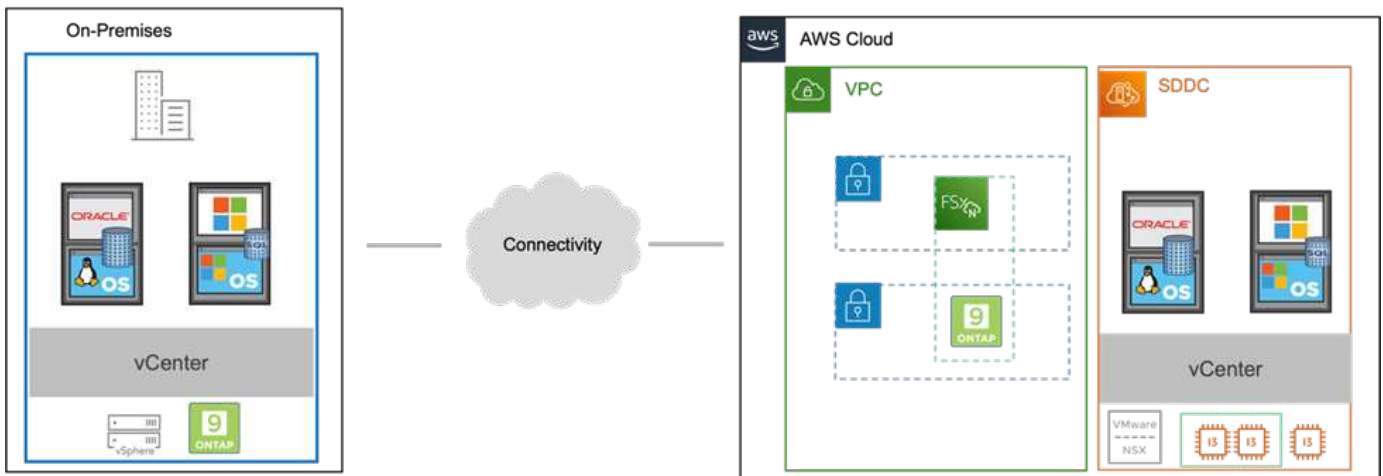 On-Premises
ORACLE
OS
SQL
OS
vCenter
vSphere
9
ONTAP
Connectivity
aws
AWS Cloud
VPC
FSx
N
9
ONTAP
SDDC
ORACLE
OS
SQL
OS
vCenter
VMware
NSX
I3
I3
I3